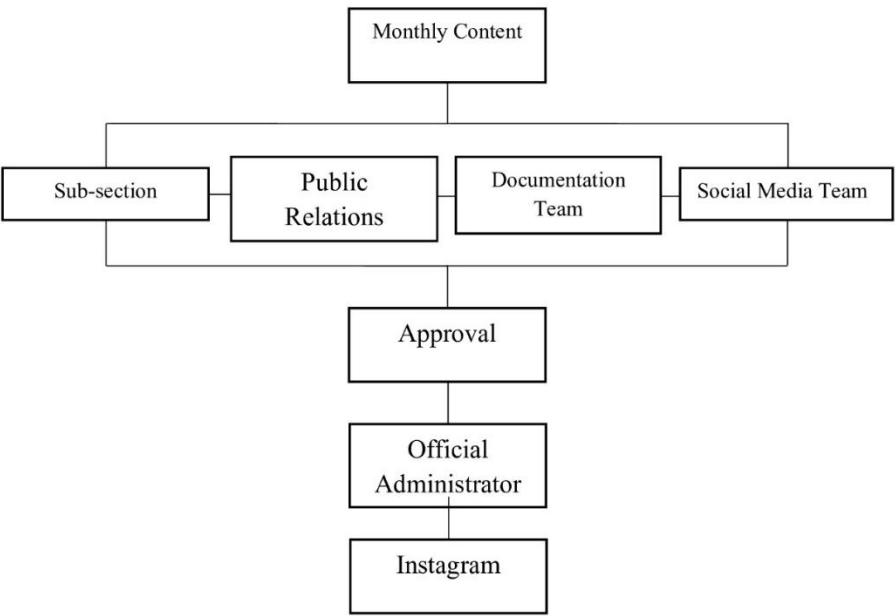 Monthly Content
Sub-section
Public
Relations
Documentation
Team
Social Media Team
Approval
Official
Administrator
Instagram